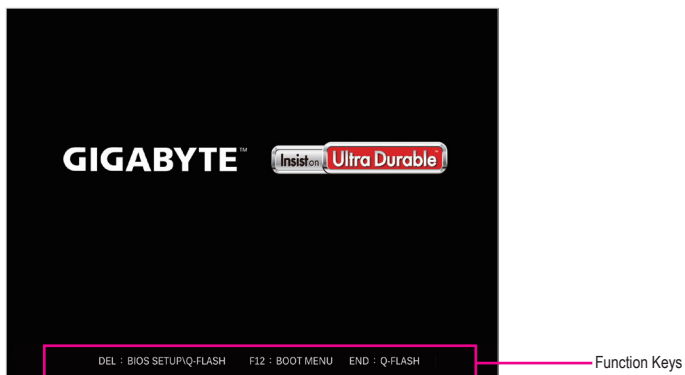 GIGABYTE™ Insist on Ultra Durable™
DEL : BIOS SETUP\Q-FLASH F12 : BOOT MENU END : Q-FLASH
Function Keys